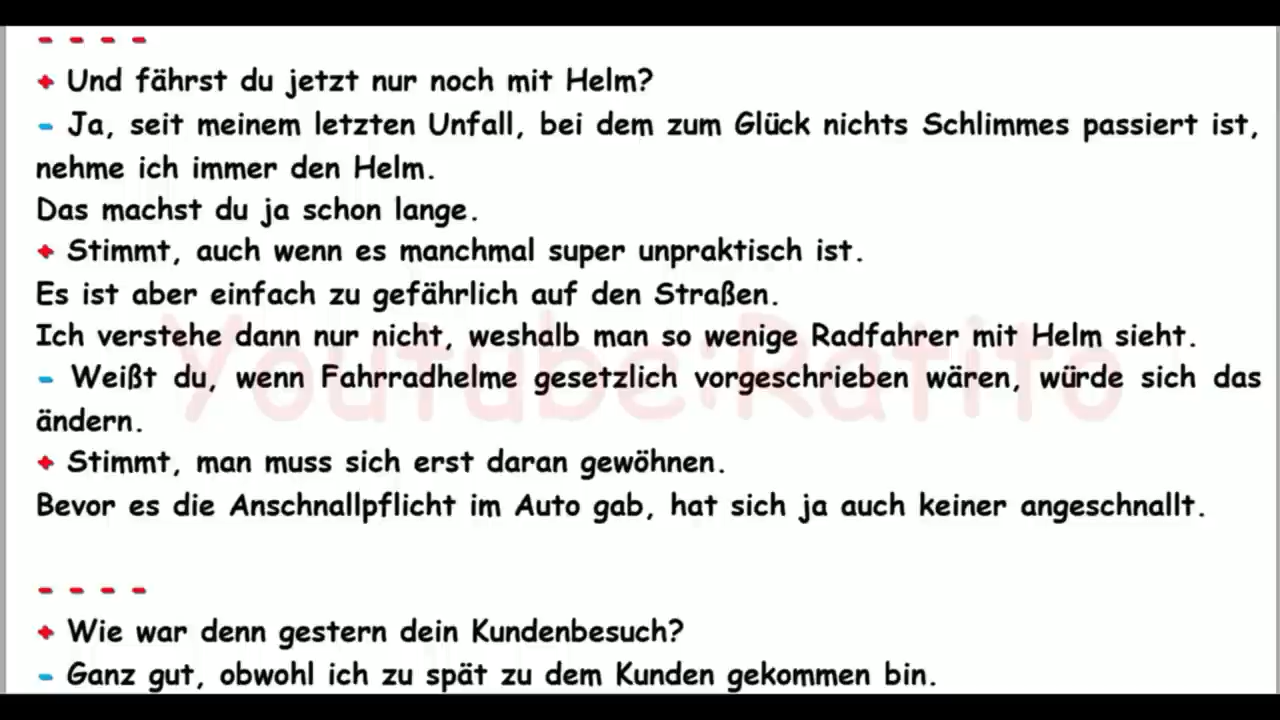 - - - -
+ Und fährst du jetzt nur noch mit Helm?
- Ja, seit meinem letzten Unfall, bei dem zum Glück nichts Schlimmes passiert ist,
nehme ich immer den Helm.
Das machst du ja schon lange.
+ Stimmt, auch wenn es manchmal super unpraktisch ist.
Es ist aber einfach zu gefährlich auf den Straßen.
Ich verstehe dann nur nicht, weshalb man so wenige Radfahrer mit Helm sieht.
Youtube:Ratito
- Weißt du, wenn Fahrradhelme gesetzlich vorgeschrieben wären, würde sich das
ändern.
+ Stimmt, man muss sich erst daran gewöhnen.
Bevor es die Anschnallpflicht im Auto gab, hat sich ja auch keiner angeschnallt.
- - - -
+ Wie war denn gestern dein Kundenbesuch?
- Ganz gut, obwohl ich zu spät zu dem Kunden gekommen bin.